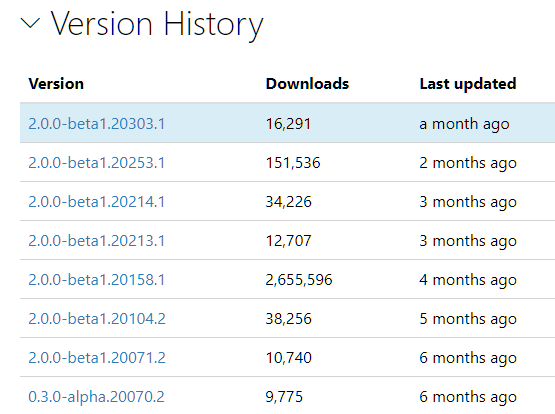 Version History
Version Downloads Last updated
2.0.0-beta1.20303.1 16,291 a month ago
2.0.0-beta1.20253.1 151,536 2 months ago
2.0.0-beta1.20214.1 34,226 3 months ago
2.0.0-beta1.20213.1 12,707 3 months ago
2.0.0-beta1.20158.1 2,655,596 4 months ago
2.0.0-beta1.20104.2 38,256 5 months ago
2.0.0-beta1.20071.2 10,740 6 months ago
0.3.0-alpha.20070.2 9,775 6 months ago